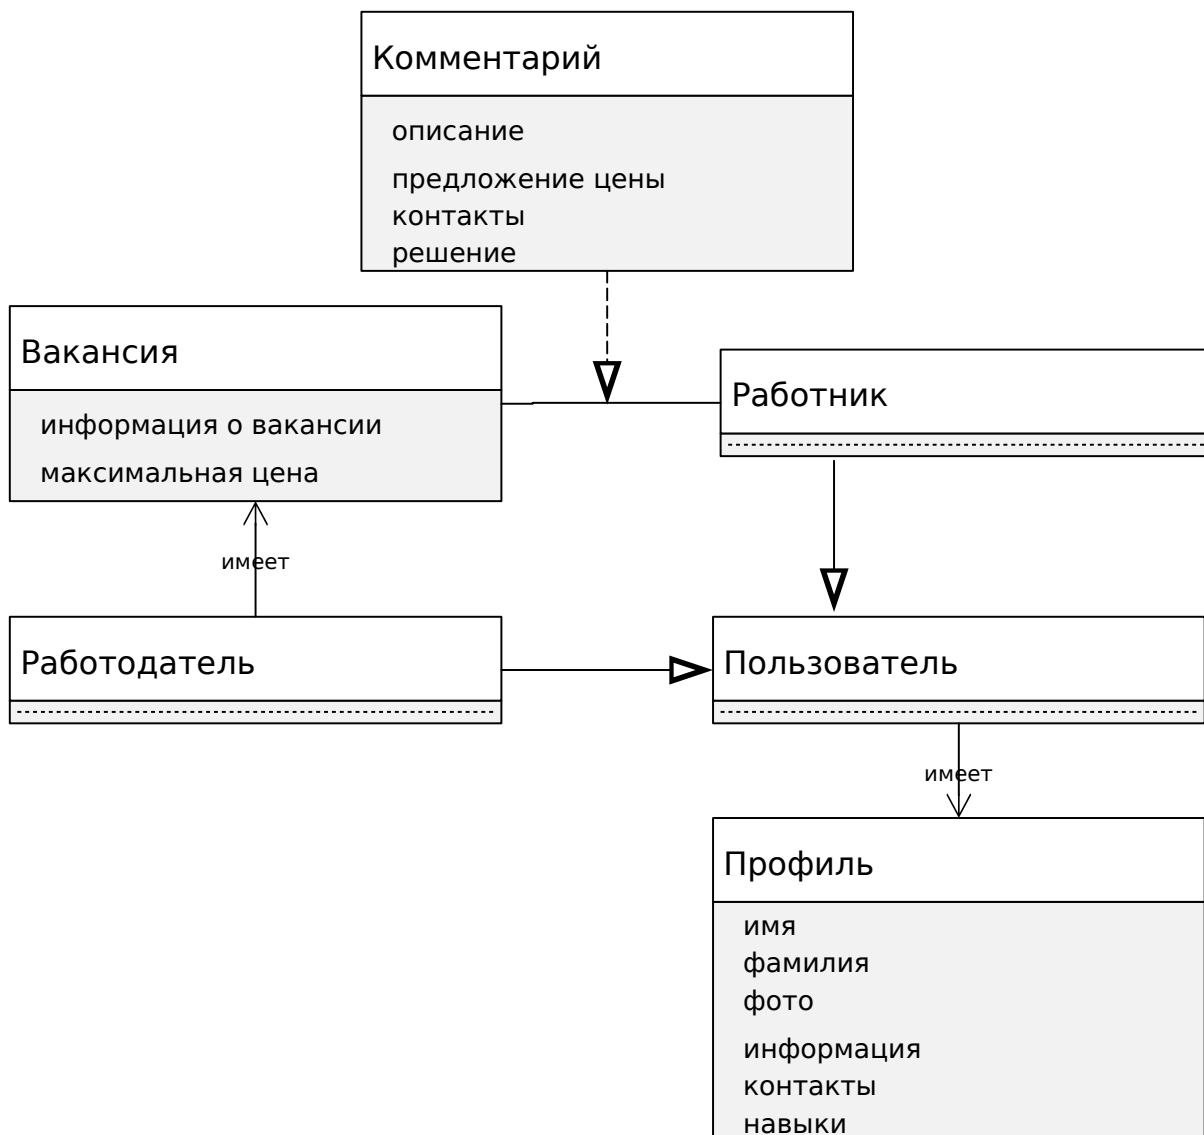 Комментарий
описание
предложение цены
контакты
решение
Вакансия
информация о вакансии
максимальная цена
Работник
имеет
Работодатель
Пользователь
имеет
Профиль
имя
фамилия
фото
информация
контакты
навыки